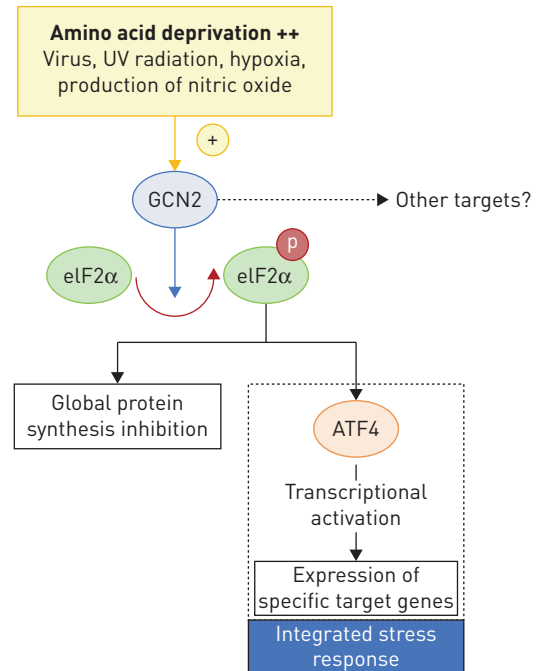 Amino acid deprivation ++
Virus, UV radiation, hypoxia,
production of nitric oxide
+
GCN2
Other targets?
eIF2α
p
eIF2α
Global protein
synthesis inhibition
ATF4
Transcriptional
activation
Expression of
specific target genes
Integrated stress
response